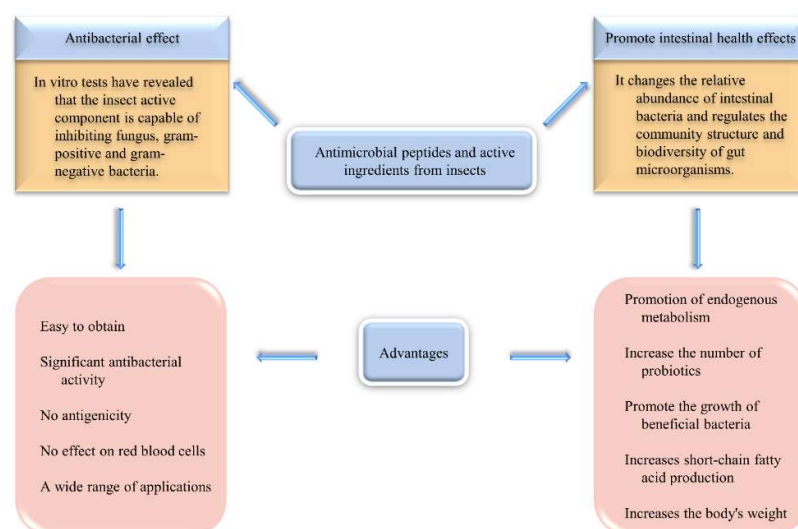 Antibacterial effect
In vitro tests have revealed
that the insect active
component is capable of
inhibiting fungus, gram-
positive and gram-
negative bacteria.
Antimicrobial peptides and active
ingredients from insects
Promote intestinal health effects
It changes the relative
abundance of intestinal
bacteria and regulates the
community structure and
biodiversity of gut
microorganisms.
Easy to obtain
Significant antibacterial
activity
No antigenicity
No effect on red blood cells
A wide range of applications
Advantages
Promotion of endogenous
metabolism
Increase the number of
probiotics
Promote the growth of
beneficial bacteria
Increases short-chain fatty
acid production
Increases the body's weight